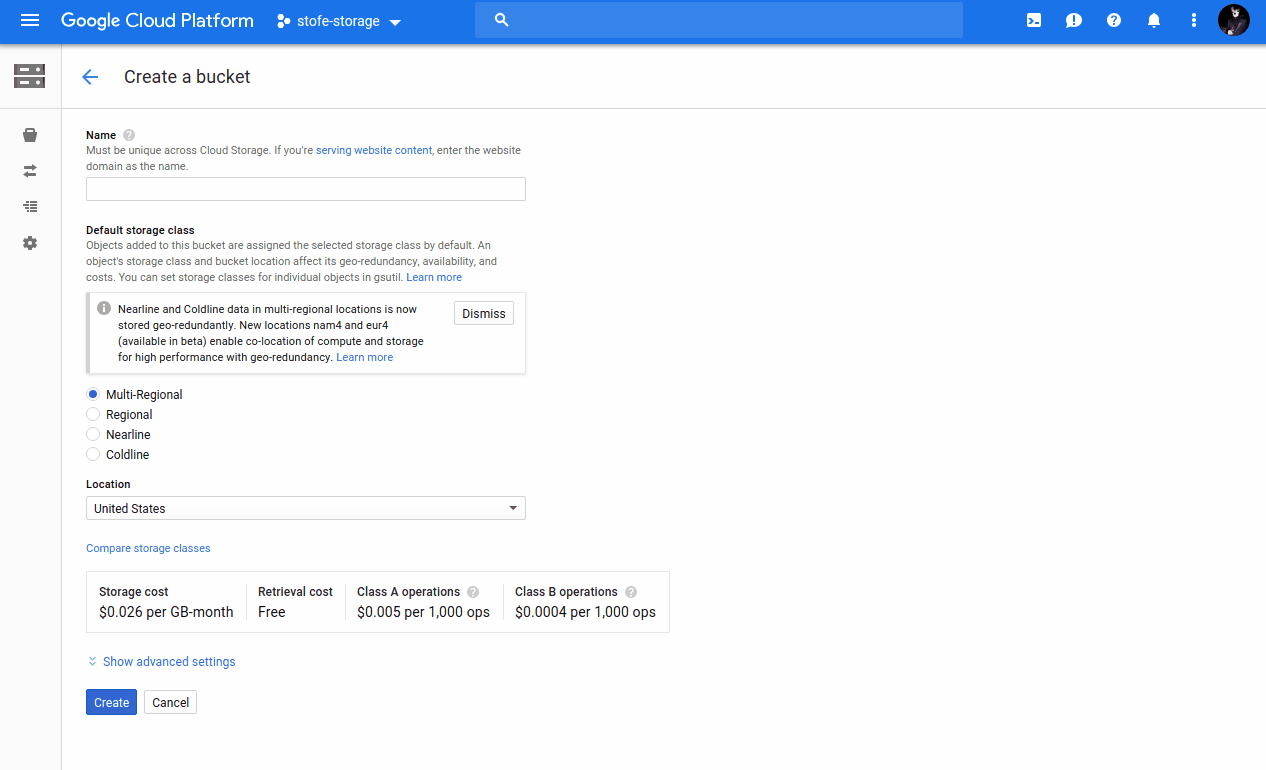 Google Cloud Platform
stofe-storage
Create a bucket
Name
Must be unique across Cloud Storage. If you're serving website content, enter the website
domain as the name.
Default storage class
Objects added to this bucket are assigned the selected storage class by default. An
object's storage class and bucket location affect its geo-redundancy, availability, and
costs. You can set storage classes for individual objects in gsutil. Learn more
Nearline and Coldline data in multi-regional locations is now
stored geo-redundantly. New locations nam4 and eur4
(available in beta) enable co-location of compute and storage
for high performance with geo-redundancy. Learn more
Dismiss
Multi-Regional
Regional
Nearline
Coldline
Location
United States
Compare storage classes
Storage cost
$0.026 per GB-month
Retrieval cost
Free
Class A operations
$0.005 per 1,000 ops
Class B operations
$0.0004 per 1,000 ops
Show advanced settings
Create
Cancel